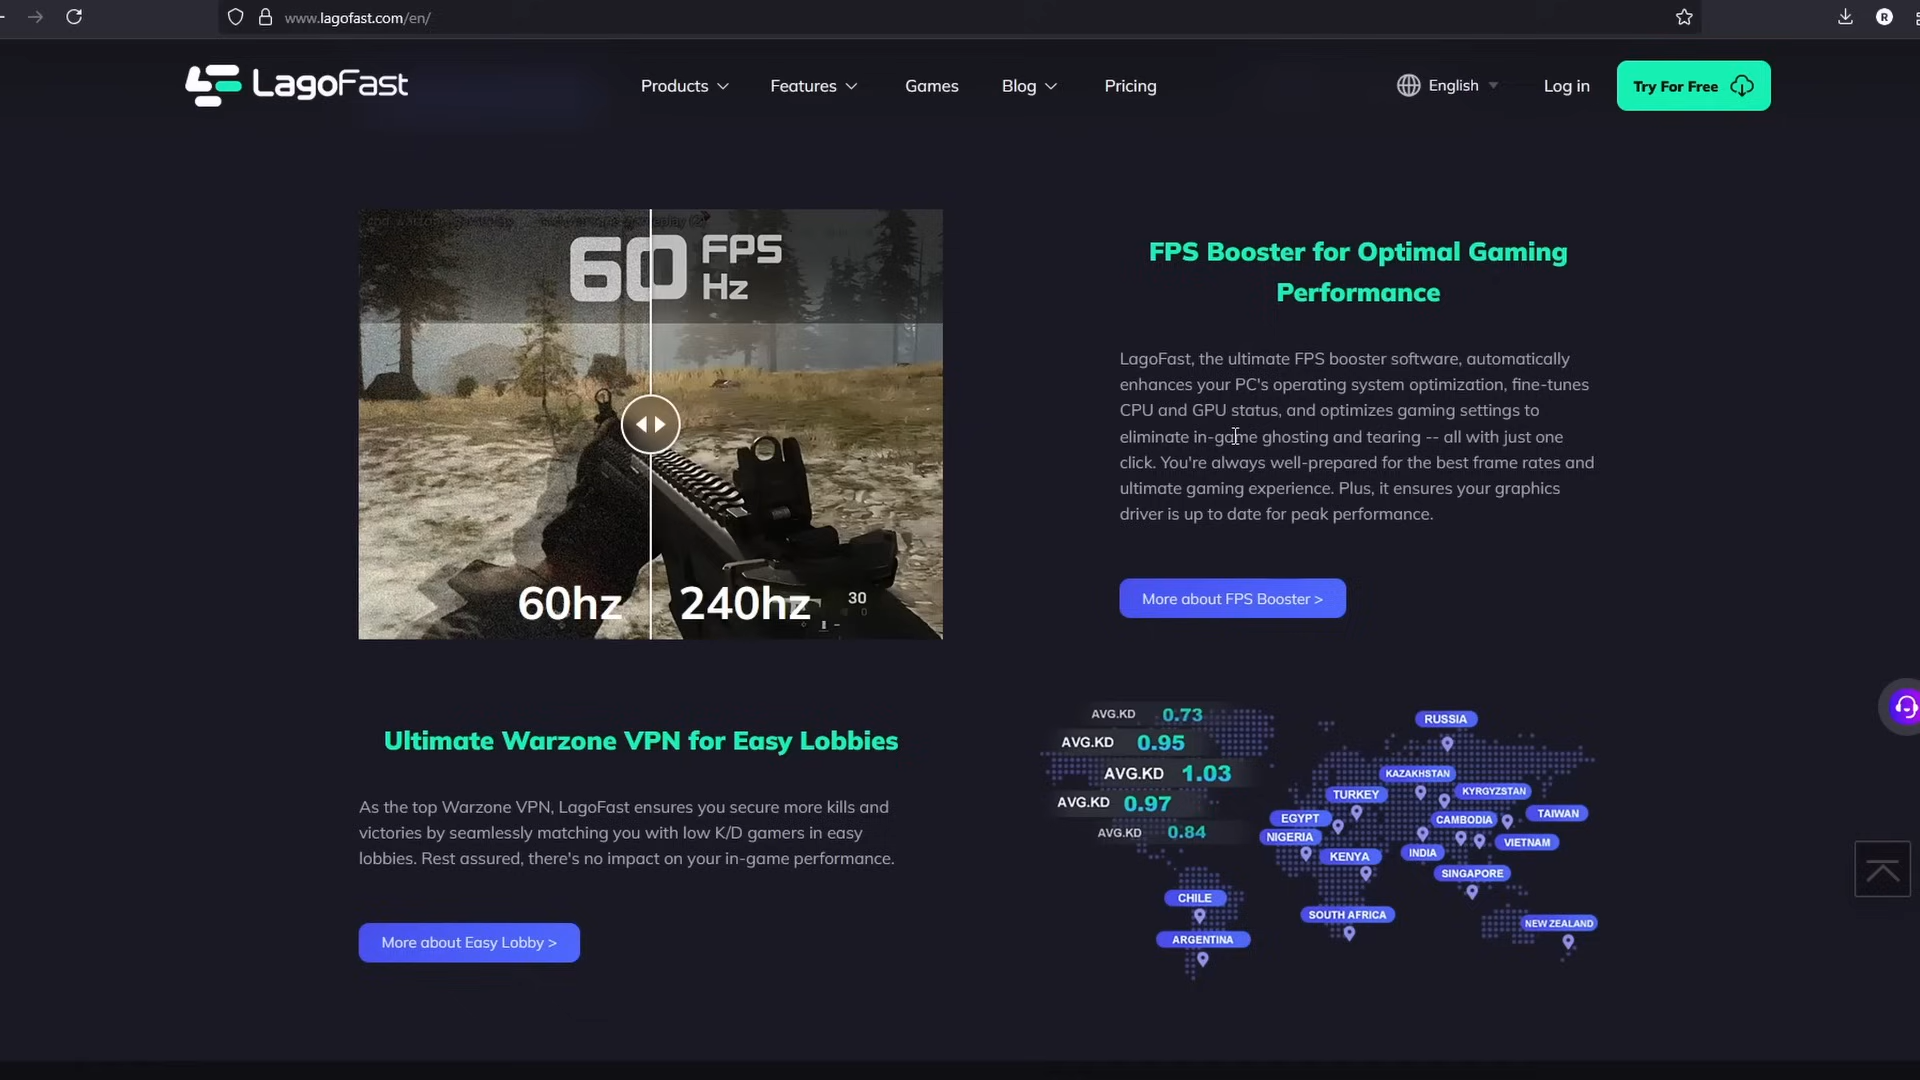 www.lagofast.com/en/
R
LagoFast
Products
Features
Games
Blog
Pricing
English
Log in
Try For Free
60 FPS
Hz
60hz
240hz
30
0
FPS Booster for Optimal Gaming
Performance
LagoFast, the ultimate FPS booster software, automatically
enhances your PC's operating system optimization, fine-tunes
CPU and GPU status, and optimizes gaming settings to
eliminate in-game ghosting and tearing -- all with just one
click. You're always well-prepared for the best frame rates and
ultimate gaming experience. Plus, it ensures your graphics
driver is up to date for peak performance.
More about FPS Booster >
Ultimate Warzone VPN for Easy Lobbies
As the top Warzone VPN, LagoFast ensures you secure more kills and
victories by seamlessly matching you with low K/D gamers in easy
lobbies. Rest assured, there's no impact on your in-game performance.
More about Easy Lobby >
AVG.KD 0.73
AVG.KD 0.95
AVG.KD 1.03
AVG.KD 0.97
AVG.KD 0.84
RUSSIA
KAZAKHSTAN
KYRGYZSTAN
TURKEY
TAIWAN
EGYPT
CAMBODIA
NIGERIA
VIETNAM
INDIA
KENYA
SINGAPORE
CHILE
SOUTH AFRICA
NEW ZEALAND
ARGENTINA